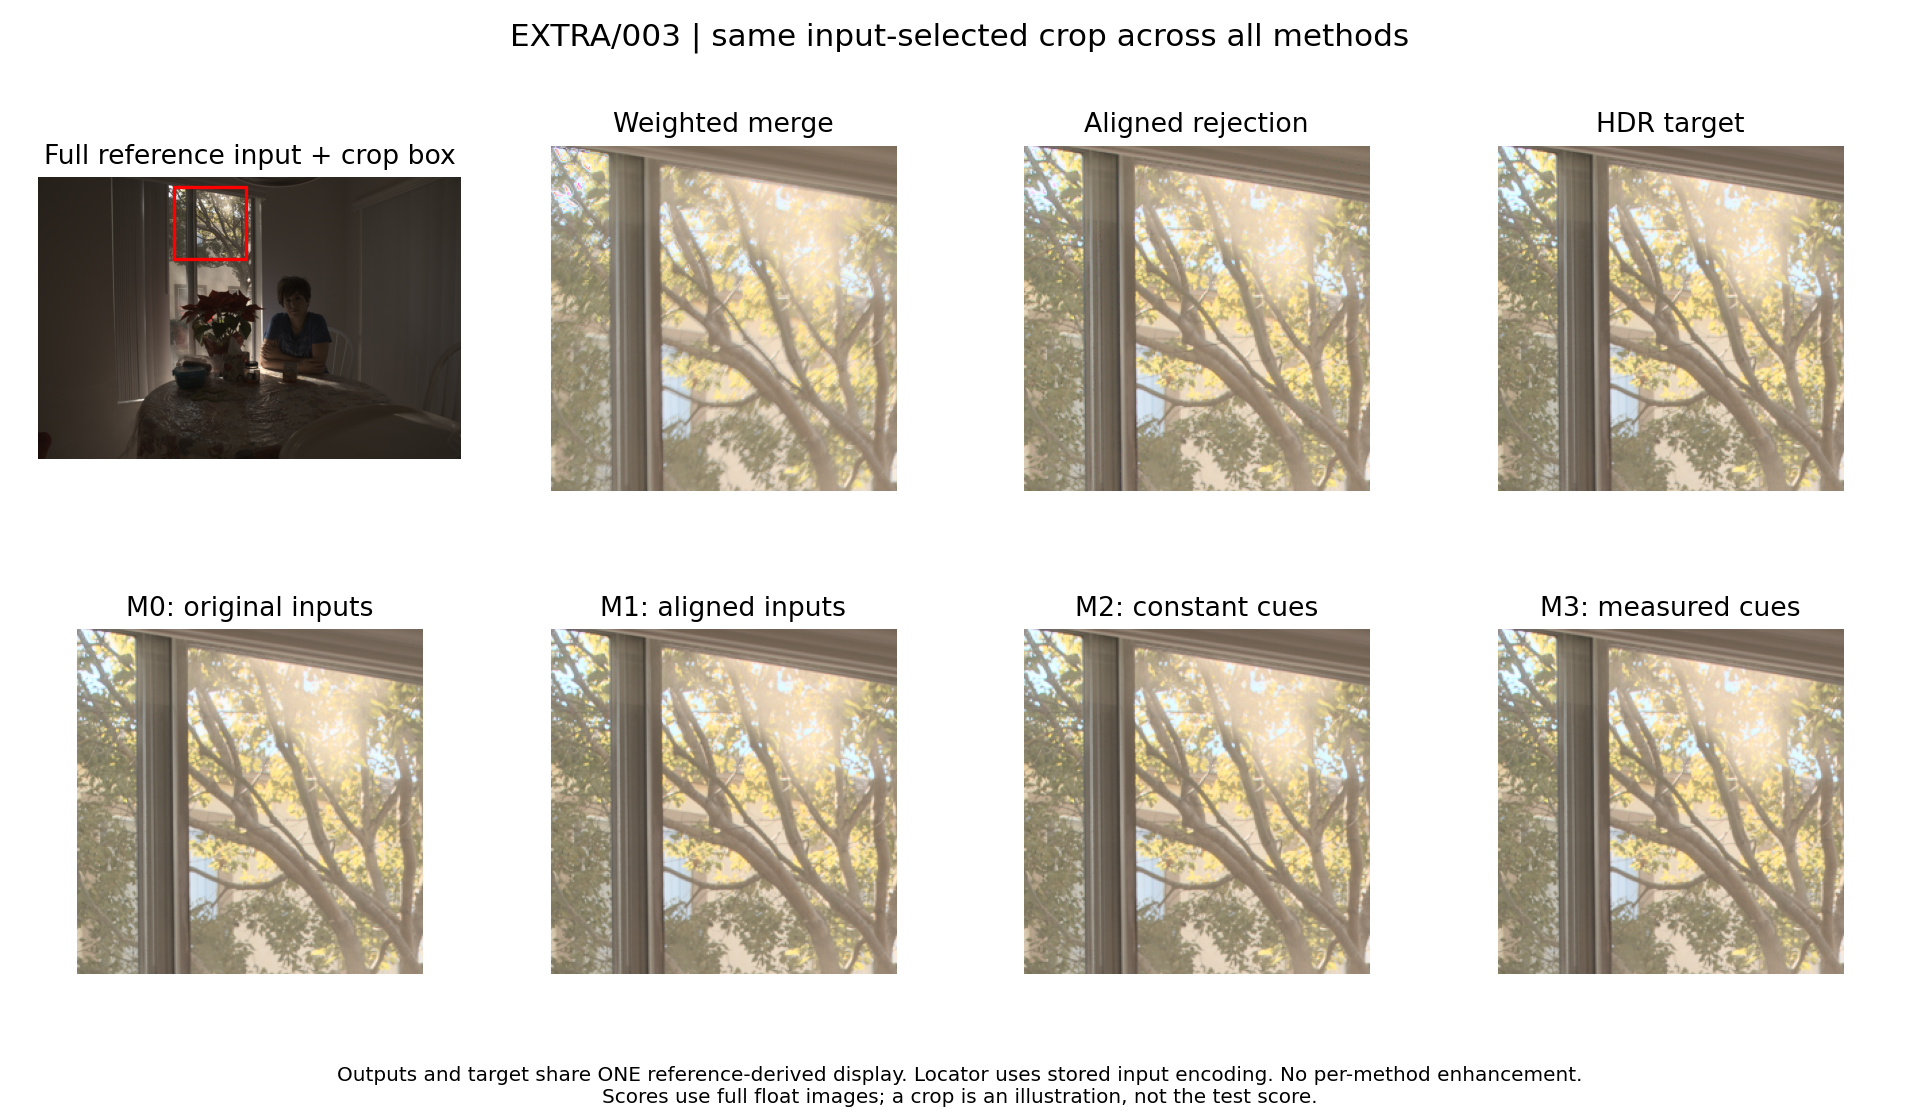 EXTRA/003 | same input-selected crop across all methods
Full reference input + crop box
Weighted merge
Aligned rejection
HDR target
M0: original inputs
M1: aligned inputs
M2: constant cues
M3: measured cues
Outputs and target share ONE reference-derived display. Locator uses stored input encoding. No per-method enhancement.
Scores use full float images; a crop is an illustration, not the test score.